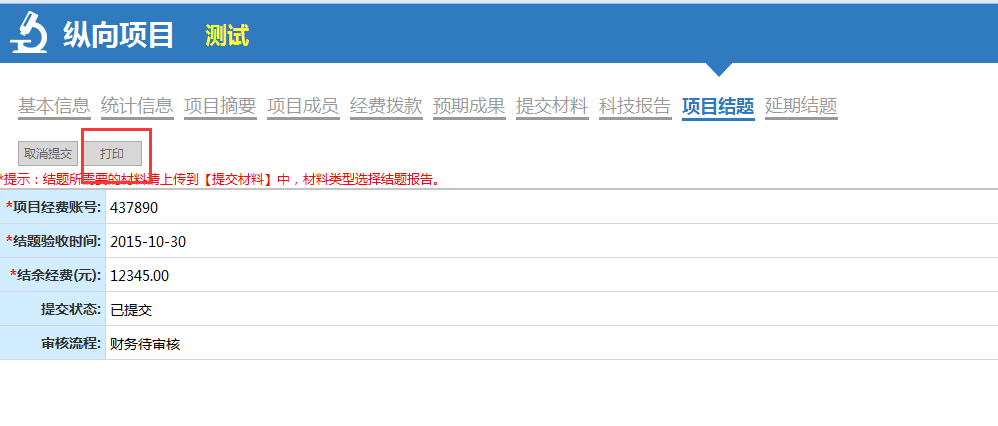 纵向项目 测试
基本信息 统计信息 项目摘要 项目成员 经费拨款 预期成果 提交材料 科技报告 项目结题 延期结题
取消提交 打印
*提示：结题所需要的材料请上传到【提交材料】中，材料类型选择结题报告。
*项目经费账号: 437890
*结题验收时间: 2015-10-30
*结余经费(元): 12345.00
提交状态: 已提交
审核流程: 财务待审核